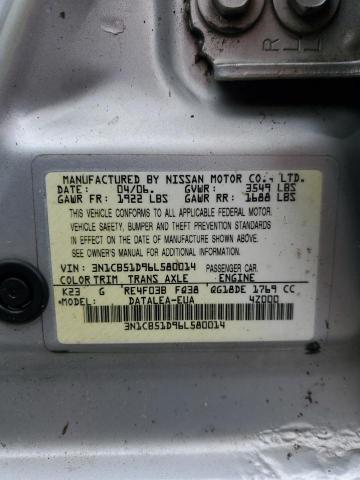 R L
MANUFACTURED BY NISSAN MOTOR CO., LTD.
DATE: 04/06. GVWR: 3549 LBS
GAWR FR: 1922 LBS GAWR RR: 1688 LBS
THIS VEHICLE CONFORMS TO ALL APPLICABLE FEDERAL MOTOR
VEHICLE SAFETY, BUMPER AND THEFT PREVENTION STANDARDS
IN EFFECT ON THE DATE OF MANUFACTURE SHOWN ABOVE.
SEE OWNER'S MANUAL FOR ADDITIONAL INFORMATION.
VIN: 3N1CB51D96L580014 PASSENGER CAR.
COLOR TRIM TRANS AXLE ENGINE
K23 G RE4F03B FQ38 QG18DE 1769 CC
MODEL: DATALEA-EUA 4Z000
3N1CB51D96L580014